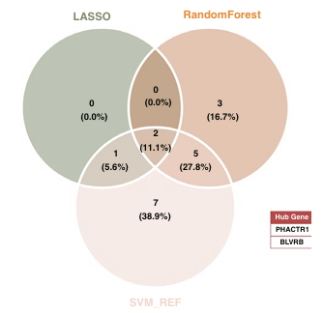 LASSO
RandomForest
0
(0.0%)
0
(0.0%)
3
(16.7%)
2
(11.1%)
1
(5.6%)
5
(27.8%)
7
(38.9%)
Hub Gene
PHACTR1
BLVRB
SVM_REF